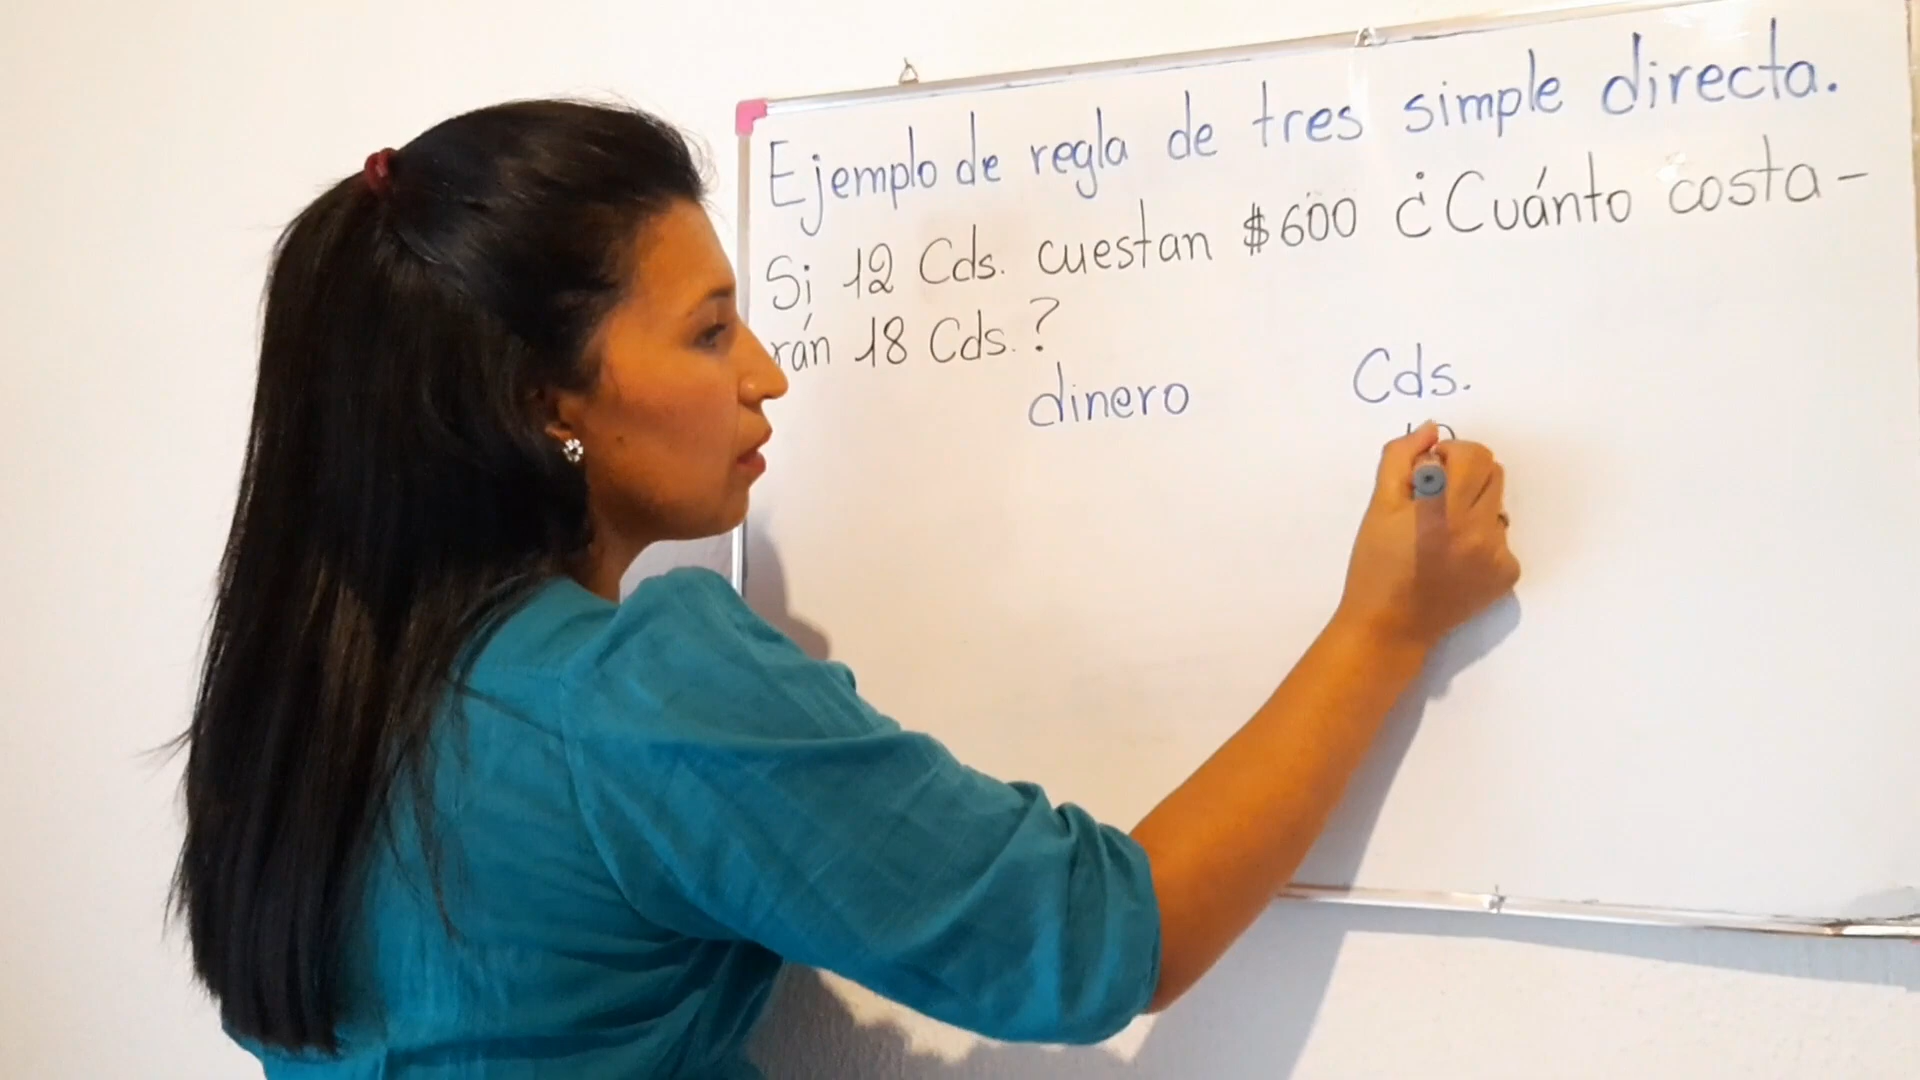 Ejemplo de regla de tres simple directa.
Si 12 Cds. cuestan $600 ¿Cuánto costa-
rán 18 Cds.?
dinero Cds.